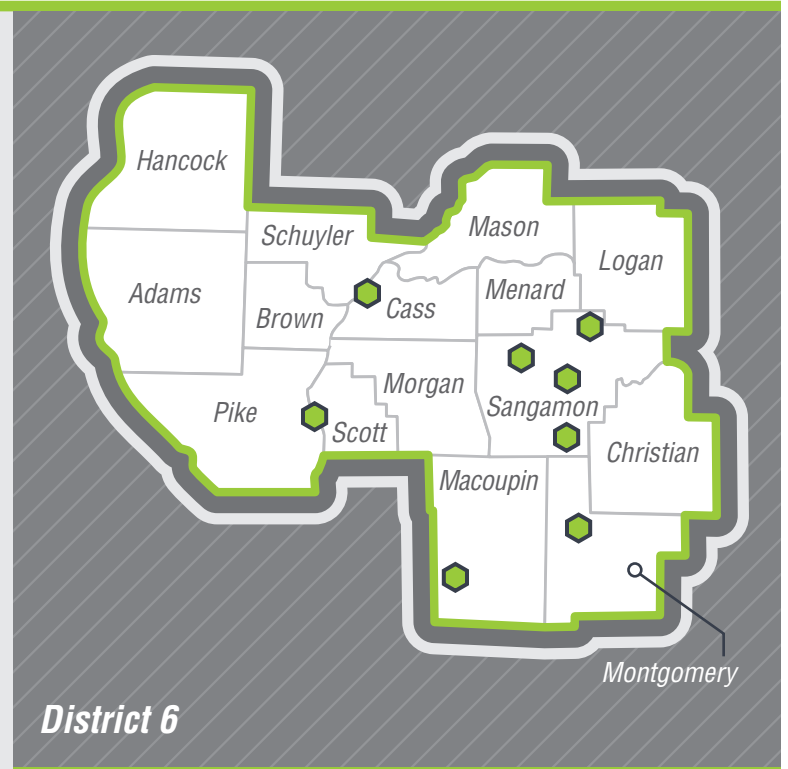 Hancock
Mason
Schuyler
Logan
Adams
Menard
Cass
Brown
Morgan
Pike
Sangamon
Scott
Christian
Macoupin
Montgomery
District 6